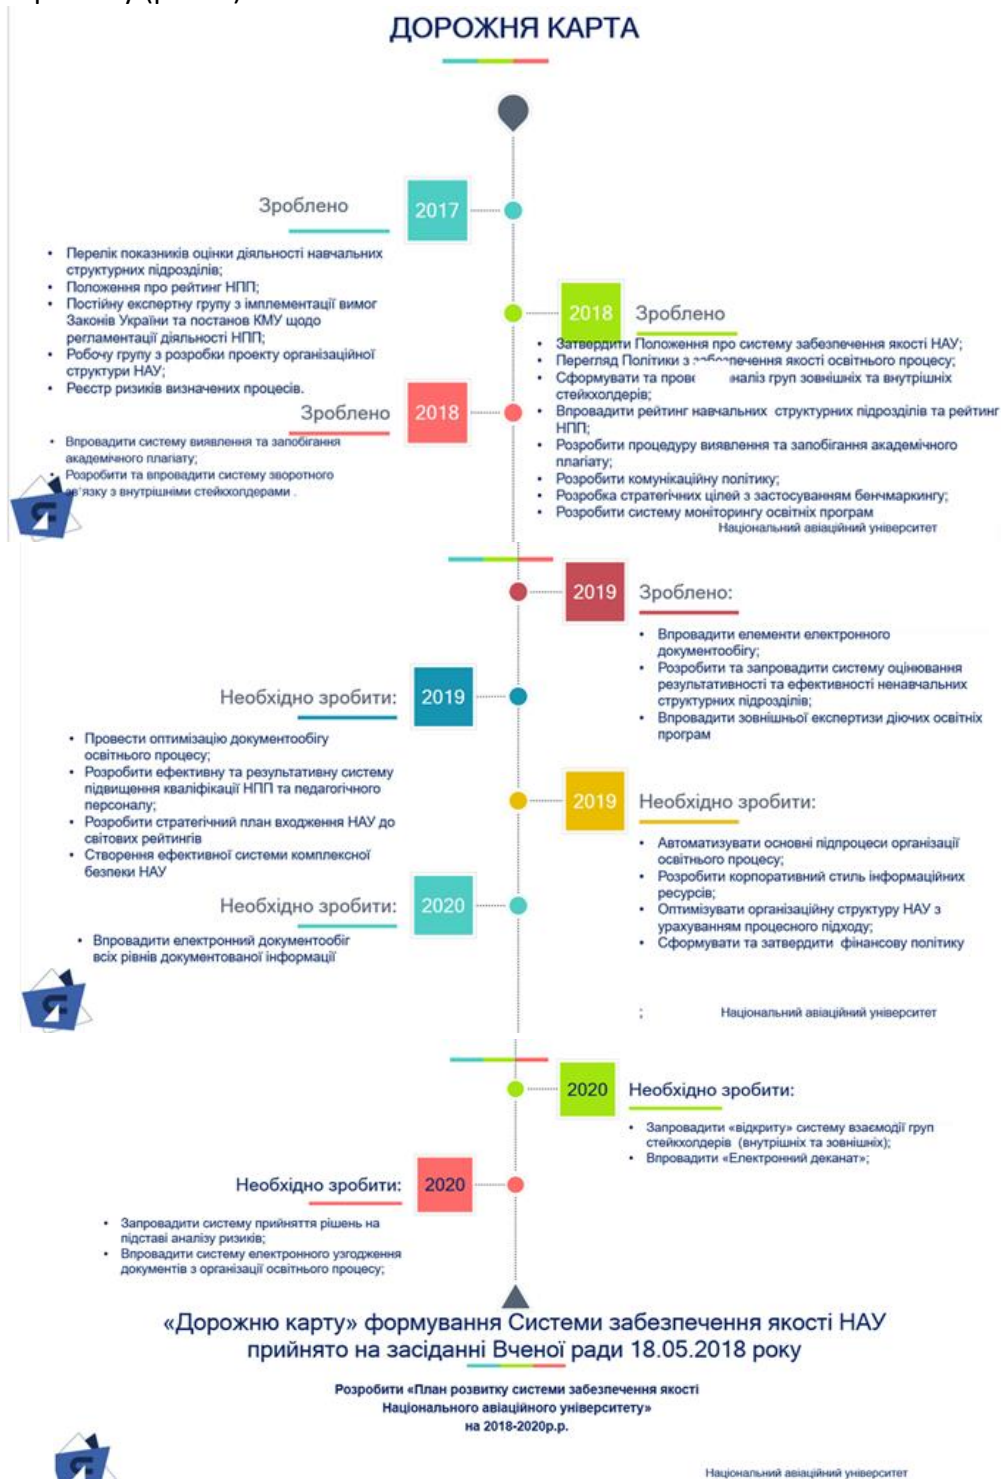 ДОРОЖНЯ КАРТА
Зроблено
2017
Перелік показників оцінки діяльності навчальних
структурних підрозділів;
Положення про рейтинг НПП;
Постійну експертну групу з імплементації вимог
Законів України та постанов КМУ щодо
регламентації діяльності НПП;
Робочу групу з розробки проекту організаційної
структури НАУ;
Реєстр ризиків визначених процесів.
2018
Зроблено
Затвердити Положення про систему забезпечення якості НАУ;
Перегляд Політики з забезпечення якості освітнього процесу;
Сформувати та наліз груп зовнішніх та внутрішніх
стейкхолдерів;
Впровадити рейтинг навчальних структурних підрозділів та рейтинг
НПП;
Розробити процедуру виявлення та запобігання академічного
плагіату;
Розробити комунікаційну політику;
Розробка стратегічних цілей з застосуванням бенчмаркингу;
Розробити систему моніторингу освітніх програм
Зроблено
2018
Впровадити систему виявлення та запобігання
академічного плагіату;
Розробити та впровадити систему зворотного
зв'язку з внутрішніми стейкхолдерами .
Національний авіаційний університет
2019
Зроблено:
Впровадити елементи електронного
документообігу;
Розробити та запровадити систему оцінювання
результативності та ефективності ненавчальних
структурних підрозділів;
Впровадити зовнішньої експертизи діючих освітніх
програм
Необхідно зробити:
2019
Провести оптимізацію документообігу
освітнього процесу;
Розробити ефективну та результативну систему
підвищення кваліфікації НПП та педагогічного
персоналу;
Розробити стратегічний план входження НАУ до
світових рейтингів
Створення ефективної системи комплексної
безпеки НАУ
2019
Необхідно зробити:
Автоматизувати основні підпроцеси організації
освітнього процесу;
Розробити корпоративний стиль інформаційних
ресурсів;
Оптимізувати організаційну структуру НАУ з
урахуванням процесного підходу;
Сформувати та затвердити фінансову політику
;
Необхідно зробити:
2020
Впровадити електронний документообіг
всіх рівнів документованої інформації
Національний авіаційний університет
2020
Необхідно зробити:
Запровадити «відкриту» систему взаємодії груп
стейкхолдерів (внутрішніх та зовнішніх);
Впровадити «Електронний деканат»;
Необхідно зробити:
2020
Запровадити систему прийняття рішень на
підставі аналізу ризиків;
Впровадити систему електронного узгодження
документів з організації освітнього процесу;
«Дорожню карту» формування Системи забезпечення якості НАУ
прийнято на засіданні Вченої ради 18.05.2018 року
Розробити «План розвитку системи забезпечення якості
Національного авіаційного університету»
на 2018-2020р.р.
Національний авіаційний університет